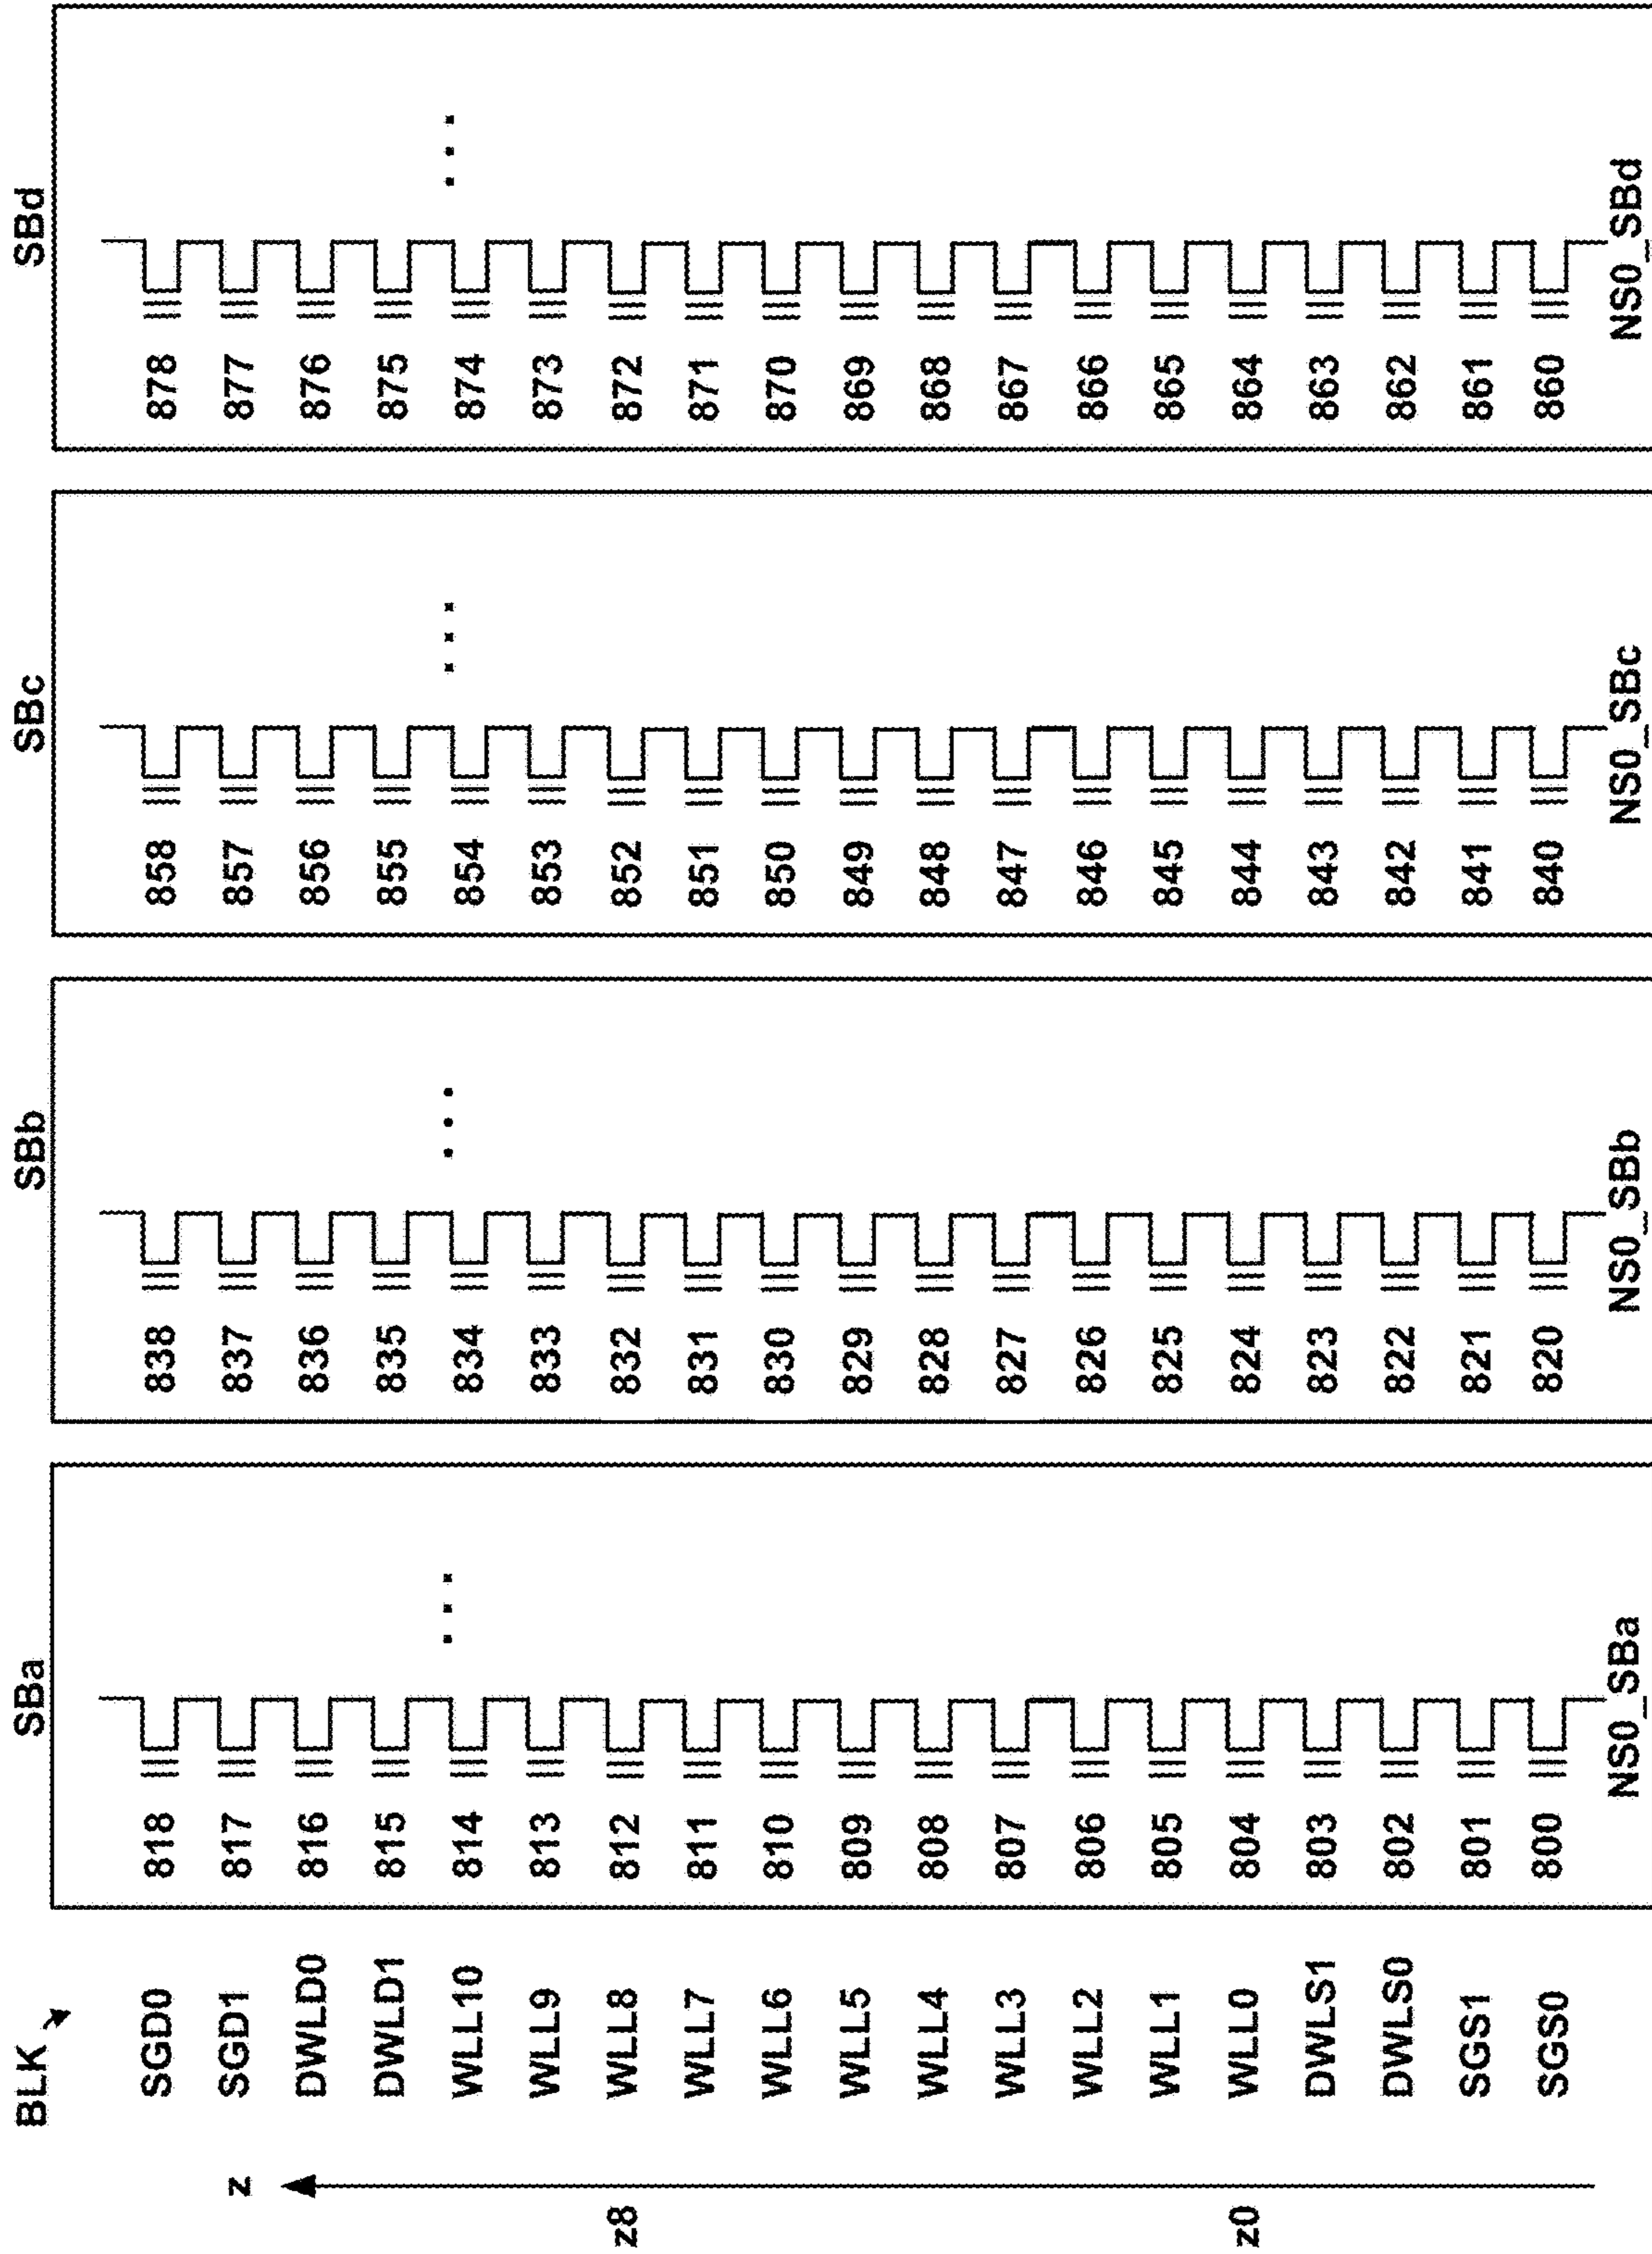 BLK SBa SBb SBc SBd
SGD0 818 838 858 878
z SGD1 817 837 857 877
DWLD0 816 836 856 876
DWLD1 815 835 855 875
WLL10 814 834 854 874
WLL9 813 833 853 873
z8 WLL8 812 832 852 872
WLL7 811 831 851 871
WLL6 810 830 850 870
WLL5 809 829 849 869
WLL4 808 828 848 868
WLL3 807 827 847 867
WLL2 806 826 846 866
WLL1 805 825 845 865
z0 WLL0 804 824 844 864
DWLS1 803 823 843 863
DWLS0 802 822 842 862
SGS1 801 821 841 861
SGS0 800 820 840 860
NS0_SBa NS0_SBb NS0_SBc NS0_SBd